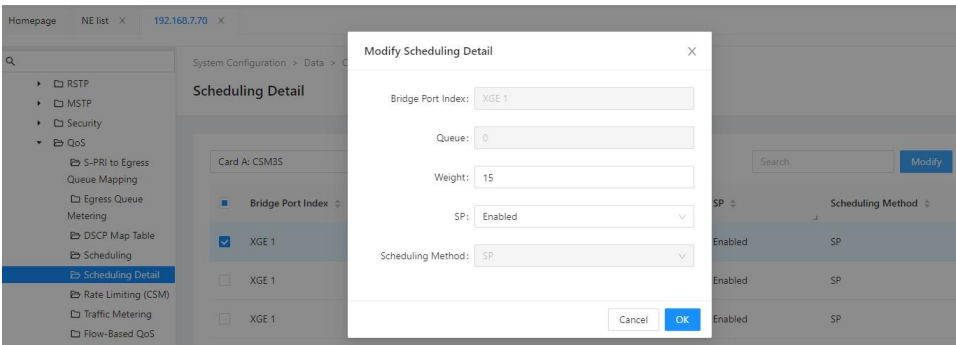 Homepage NE list × 192.168.7.70 ×
System Configuration > Data > C
Scheduling Detail
RSTP
MSTP
Security
QoS
S-PRI to Egress
Queue Mapping
Egress Queue
Metering
DSCP Map Table
Scheduling
Scheduling Detail
Rate Limiting (CSM)
Traffic Metering
Flow-Based QoS
Card A: CSM3S
Search
Modify
Bridge Port Index SP Scheduling Method
XGE 1 Enabled SP
XGE 1 Enabled SP
XGE 1 Enabled SP
Modify Scheduling Detail
Bridge Port Index: XGE 1
Queue: 0
Weight: 15
SP: Enabled
Scheduling Method: SP
Cancel OK